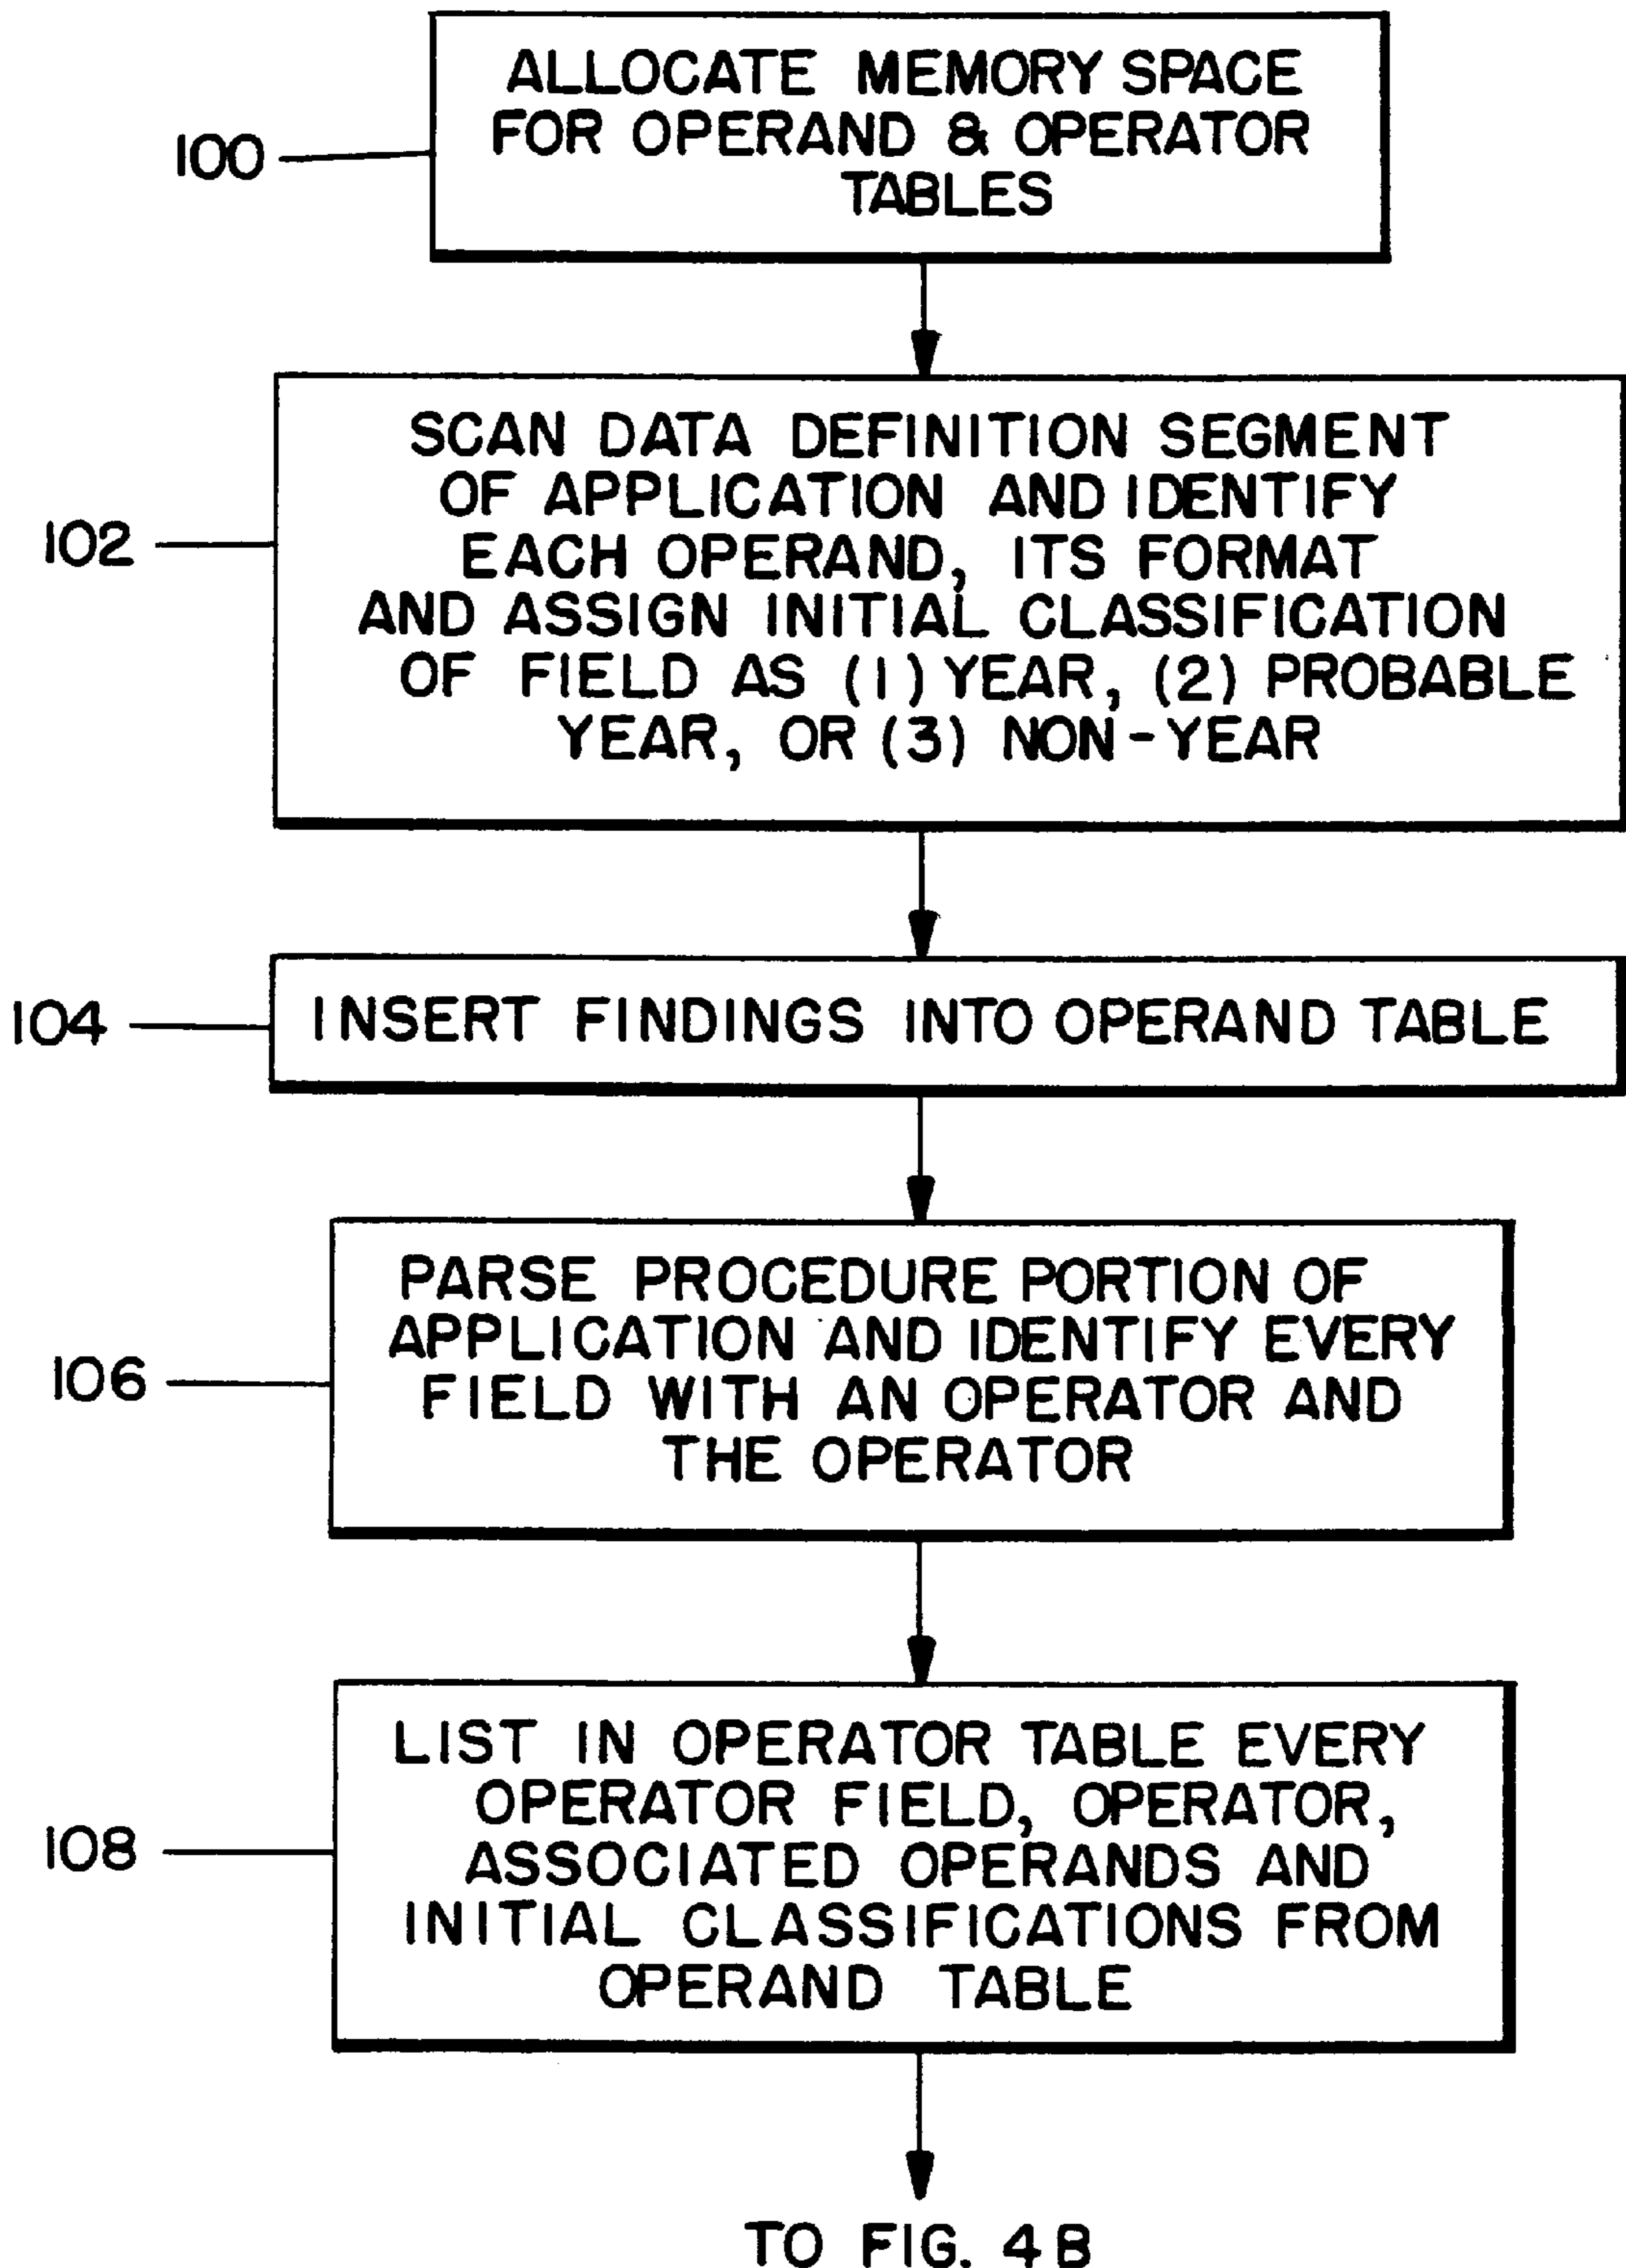 ALLOCATE MEMORY SPACE
FOR OPERAND & OPERATOR
TABLES
100
SCAN DATA DEFINITION SEGMENT
OF APPLICATION AND IDENTIFY
EACH OPERAND, ITS FORMAT
AND ASSIGN INITIAL CLASSIFICATION
OF FIELD AS (1) YEAR, (2) PROBABLE
YEAR, OR (3) NON-YEAR
102
INSERT FINDINGS INTO OPERAND TABLE
104
PARSE PROCEDURE PORTION OF
APPLICATION AND IDENTIFY EVERY
FIELD WITH AN OPERATOR AND
THE OPERATOR
106
LIST IN OPERATOR TABLE EVERY
OPERATOR FIELD, OPERATOR,
ASSOCIATED OPERANDS AND
INITIAL CLASSIFICATIONS FROM
OPERAND TABLE
108
TO FIG. 4B